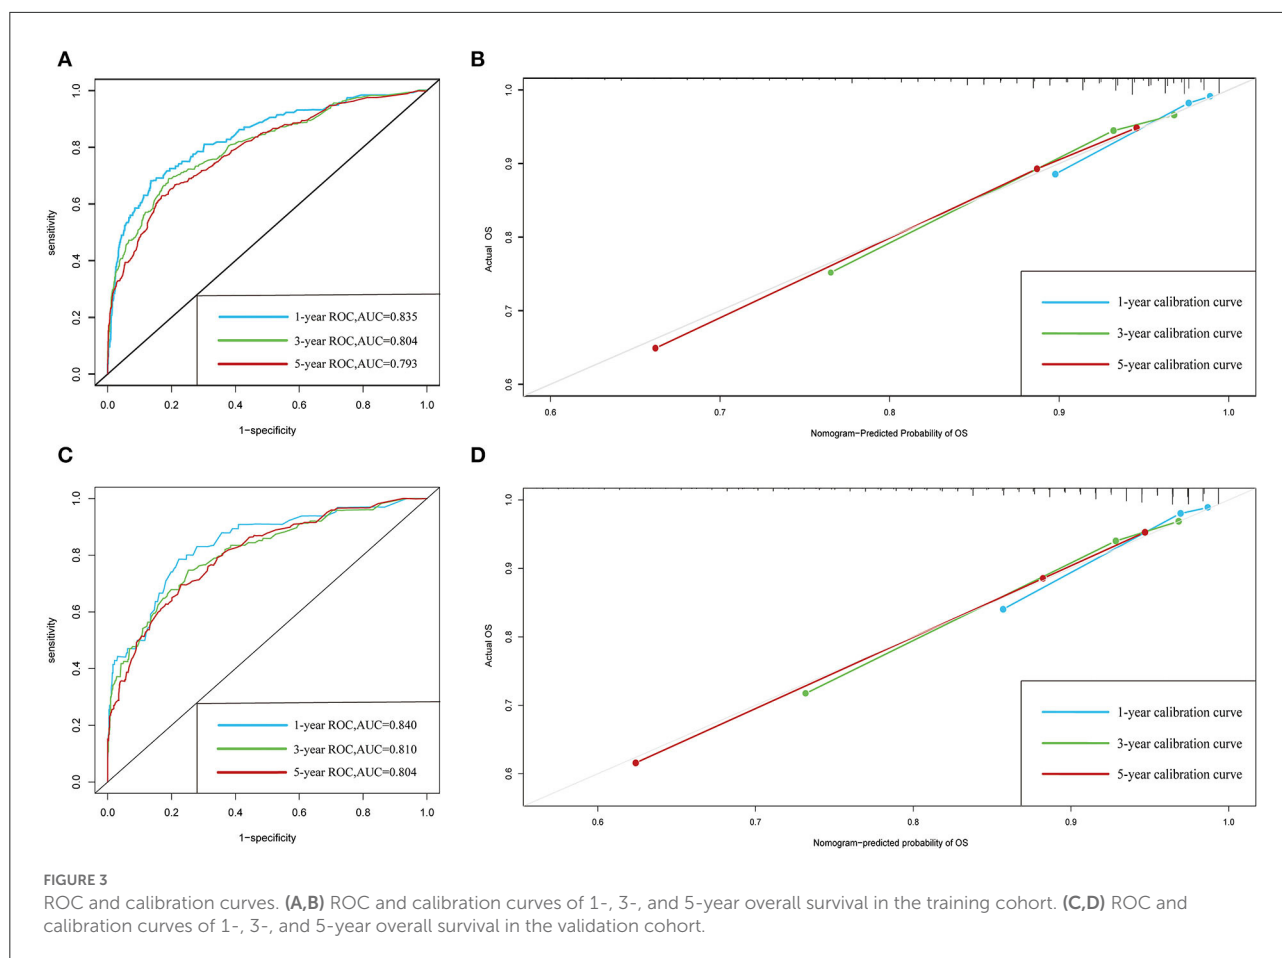 A
1.0
0.8
0.6
0.4
0.2
0.0
sensitivity
1-year ROC,AUC=0.835
3-year ROC,AUC=0.804
5-year ROC,AUC=0.793
0.0 0.2 0.4 0.6 0.8 1.0
1-specificity
B
1.0
0.9
0.8
0.7
0.6
Actual OS
1-year calibration curve
3-year calibration curve
5-year calibration curve
0.6 0.7 0.8 0.9 1.0
Nomogram-Predicted Probability of OS
C
1.0
0.8
0.6
0.4
0.2
0.0
sensitivity
1-year ROC,AUC=0.840
3-year ROC,AUC=0.810
5-year ROC,AUC=0.804
0.0 0.2 0.4 0.6 0.8 1.0
1-specificity
D
1.0
0.9
0.8
0.7
0.6
Actual OS
1-year calibration curve
3-year calibration curve
5-year calibration curve
0.6 0.7 0.8 0.9 1.0
Nomogram-predicted probability of OS
FIGURE 3
ROC and calibration curves. (A,B) ROC and calibration curves of 1-, 3-, and 5-year overall survival in the training cohort. (C,D) ROC and
calibration curves of 1-, 3-, and 5-year overall survival in the validation cohort.